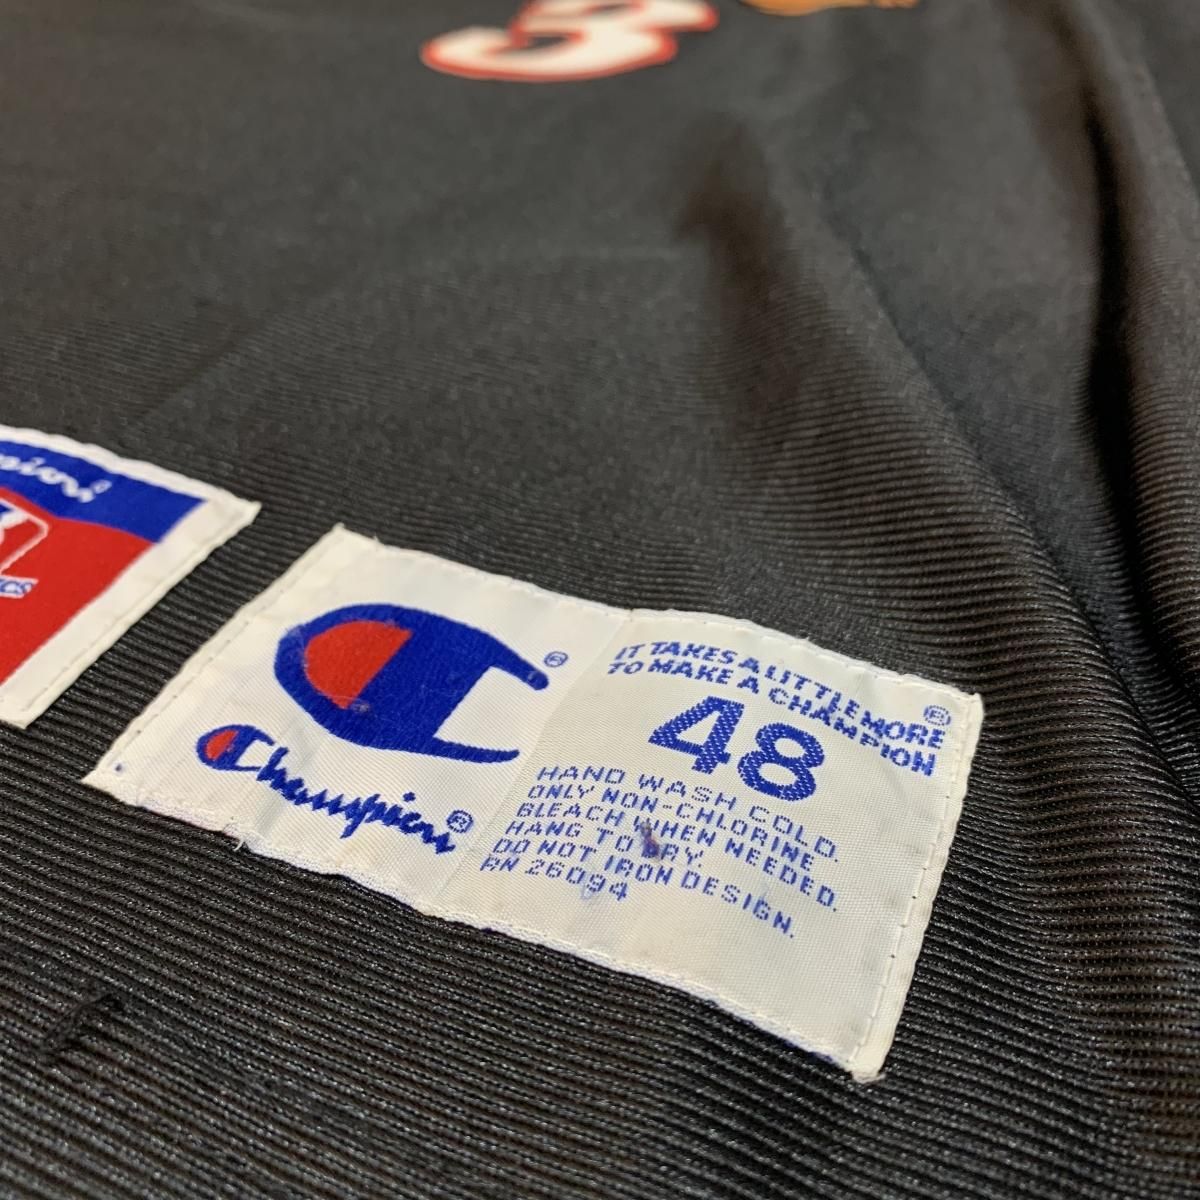 3
Champion®
IT TAKES A LITTLE MORE®
TO MAKE A CHAMPION
48
HAND WASH COLD.
ONLY NON-CHLORINE
BLEACH WHEN NEEDED.
HANG TO DRY.
DO NOT IRON DESIGN.
RN 26094